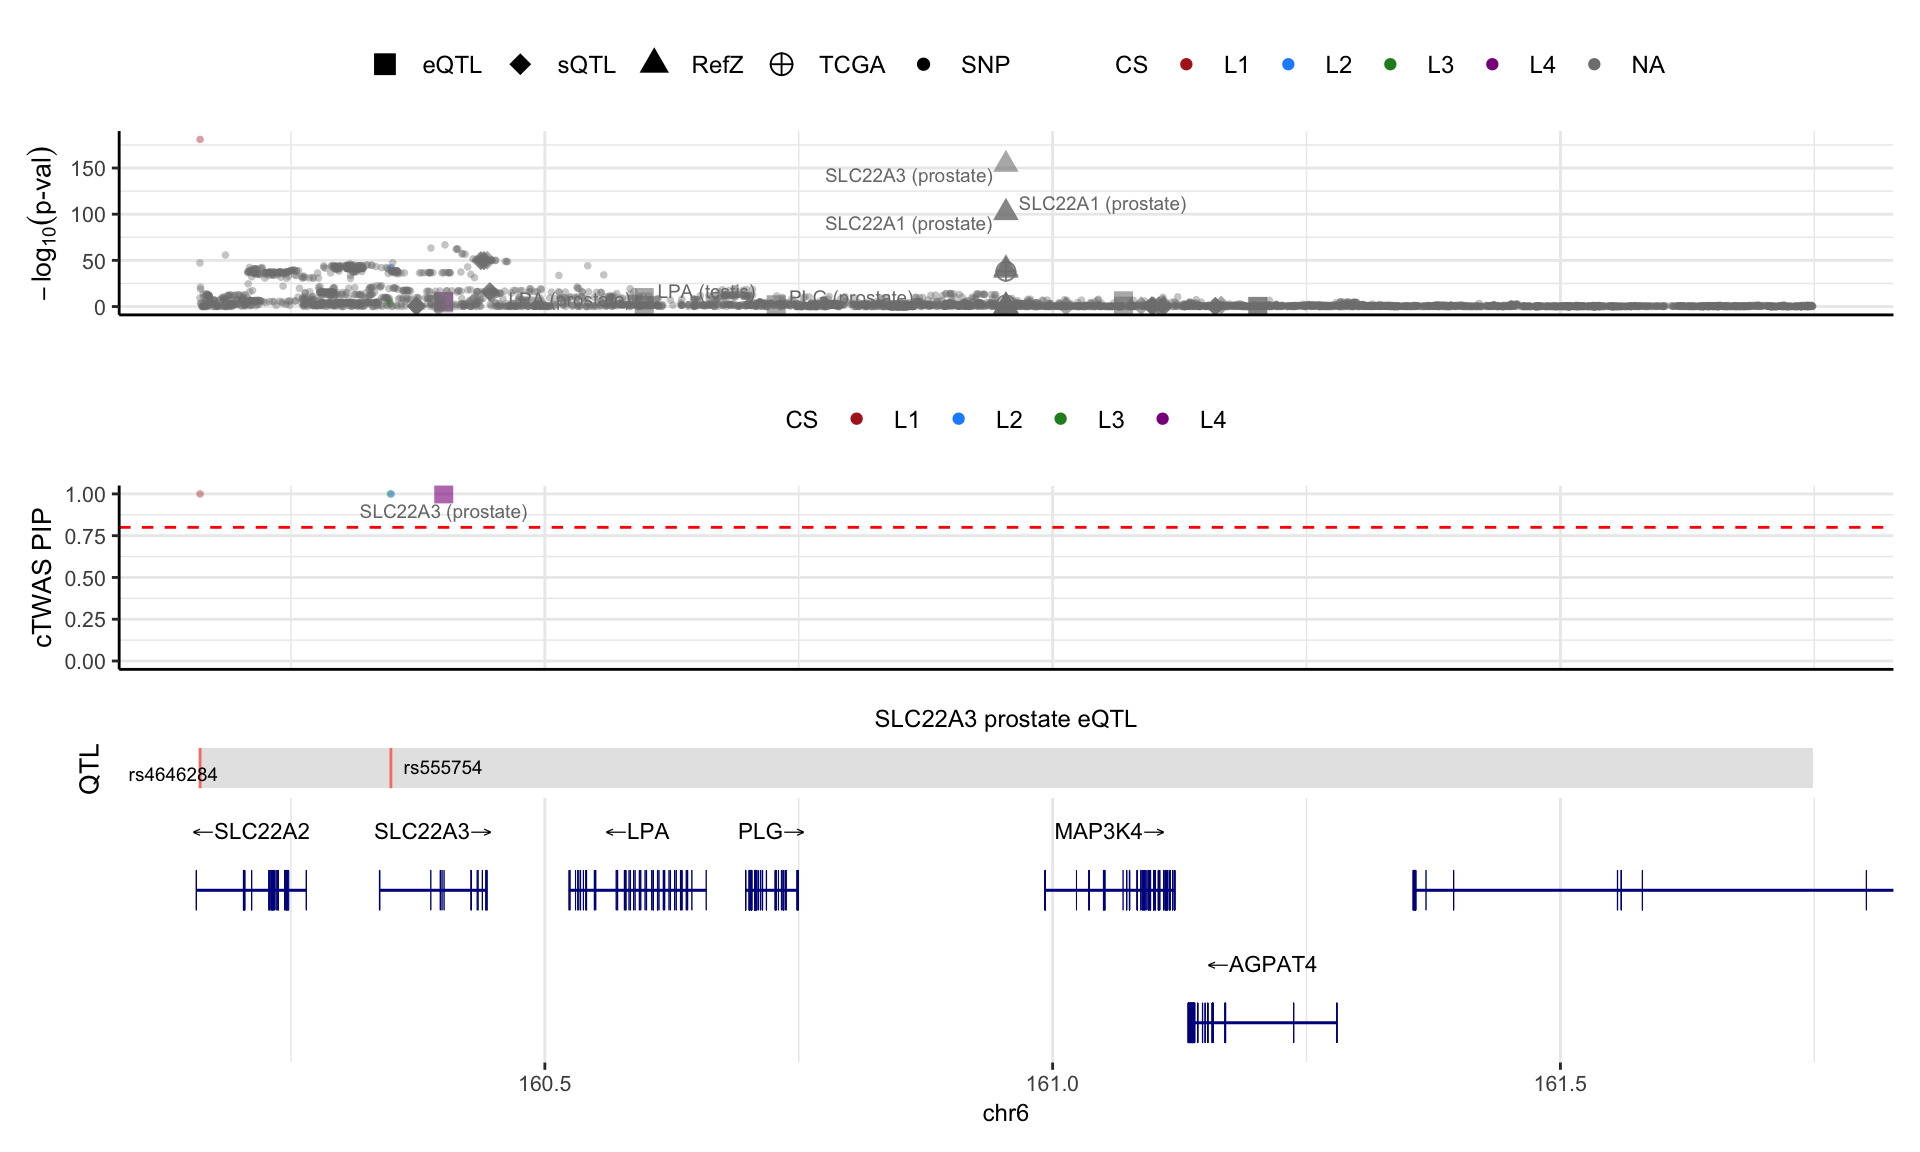 eQTL sQTL RefZ TCGA SNP CS L1 L2 L3 L4 NA
−log10(p-val)
150
100
50
0
SLC22A3 (prostate)
SLC22A1 (prostate)
SLC22A1 (prostate)
LPA (testis)
LPA (prostate)
PLG (prostate)
CS L1 L2 L3 L4
cTWAS PIP
1.00
0.75
0.50
0.25
0.00
SLC22A3 (prostate)
SLC22A3 prostate eQTL
QTL
rs4646284
rs555754
←SLC22A2
SLC22A3→
←LPA
PLG→
MAP3K4→
←AGPAT4
160.5
161.0
161.5
chr6